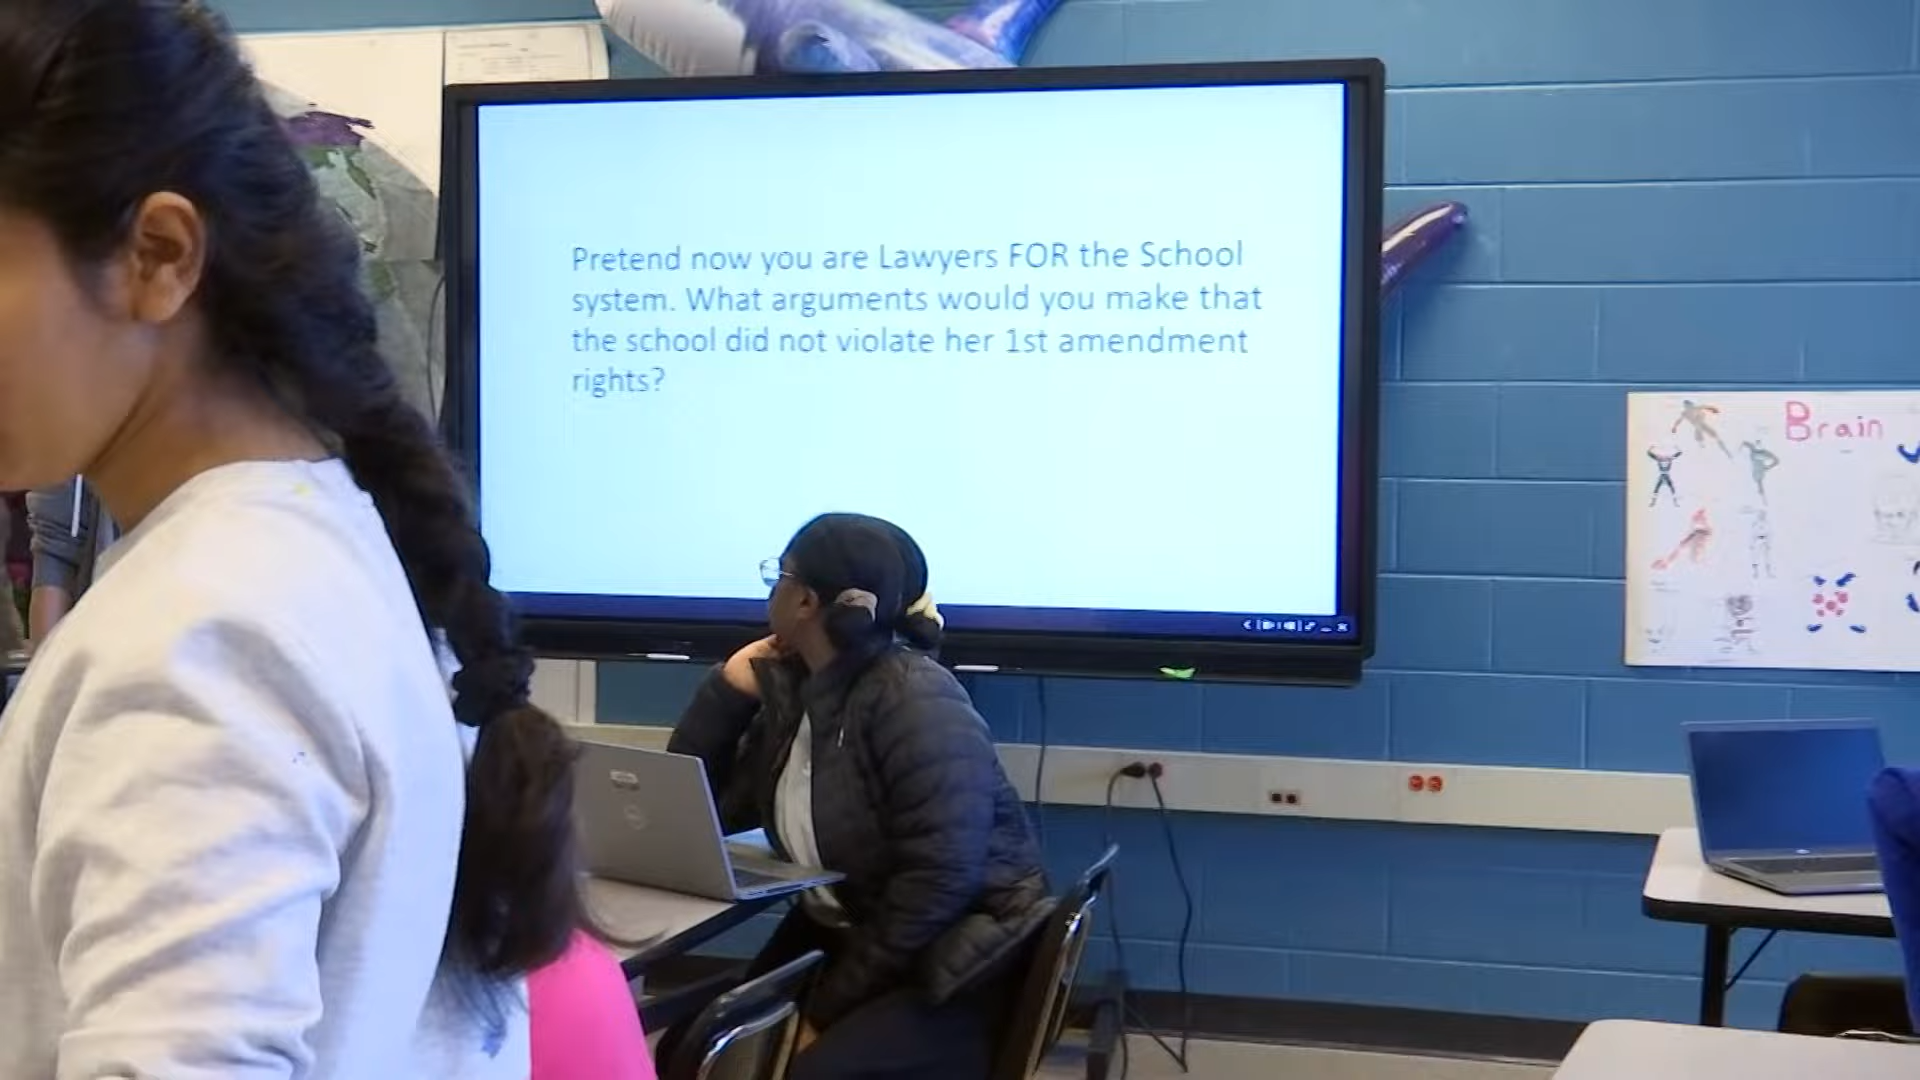 Pretend now you are Lawyers FOR the School
system. What arguments would you make that
the school did not violate her 1st amendment
rights?
Brain